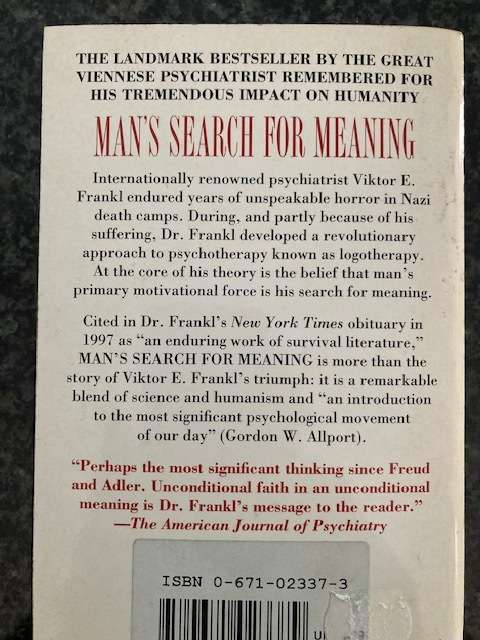 THE LANDMARK BESTSELLER BY THE GREAT
VIENNESE PSYCHIATRIST REMEMBERED FOR
HIS TREMENDOUS IMPACT ON HUMANITY
MAN'S SEARCH FOR MEANING
Internationally renowned psychiatrist Viktor E.
Frankl endured years of unspeakable horror in Nazi
death camps. During, and partly because of his
suffering, Dr. Frankl developed a revolutionary
approach to psychotherapy known as logotherapy.
At the core of his theory is the belief that man's
primary motivational force is his search for meaning.
Cited in Dr. Frankl's New York Times obituary in
1997 as “an enduring work of survival literature,”
MAN'S SEARCH FOR MEANING is more than the
story of Viktor E. Frankl's triumph: it is a remarkable
blend of science and humanism and “an introduction
to the most significant psychological movement
of our day” (Gordon W. Allport).
“Perhaps the most significant thinking since Freud
and Adler. Unconditional faith in an unconditional
meaning is Dr. Frankl's message to the reader.”
—The American Journal of Psychiatry
ISBN 0-671-02337-3